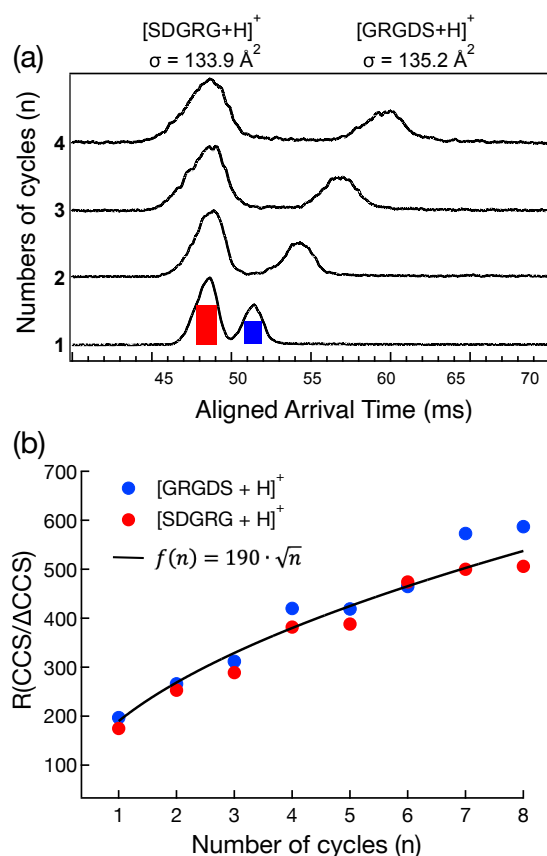 [SDGRG+H]⁺ [GRGDS+H]⁺
(a) σ = 133.9 Å² σ = 135.2 Å²
Numbers of cycles (n)
4
3
2
1
45 50 55 60 65 70
Aligned Arrival Time (ms)
(b)
R(CCS/ΔCCS)
700
600
500
400
300
200
100
[GRGDS + H]⁺
[SDGRG + H]⁺
f(n) = 190 · √n
1 2 3 4 5 6 7 8
Number of cycles (n)